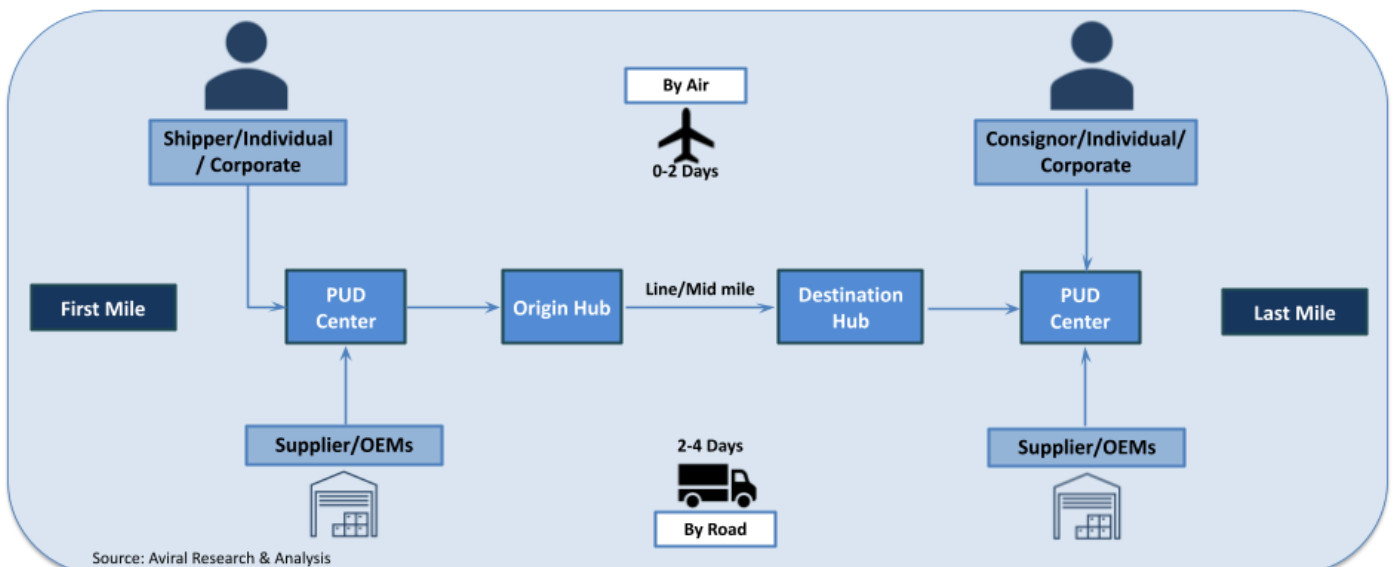 By Air
Shipper/Individual
/ Corporate
Consignor/Individual/
Corporate
0-2 Days
First Mile
PUD
Center
Origin Hub
Line/Mid mile
Destination
Hub
PUD
Center
Last Mile
Supplier/OEMs
2-4 Days
Supplier/OEMs
By Road
Source: Aviral Research & Analysis